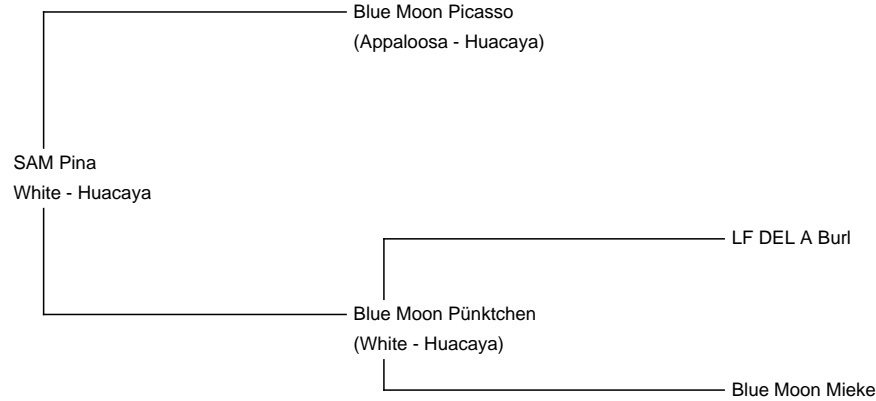 Blue Moon Picasso
(Appaloosa - Huacaya)
SAM Pina
White - Huacaya
LF DEL A Burl
Blue Moon Pünktchen
(White - Huacaya)
Blue Moon Mieke